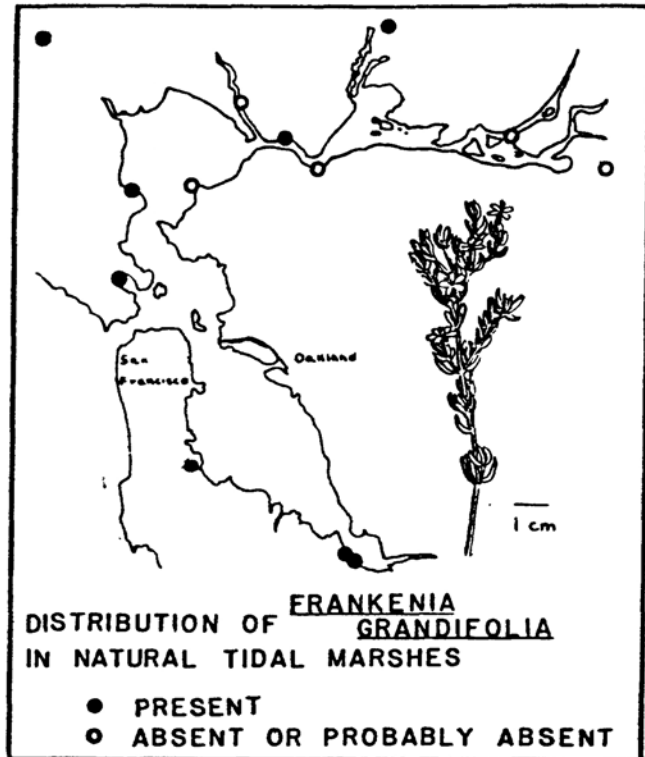 San
Francisco
Oakland
1 cm
DISTRIBUTION OF FRANKENIA
GRANDIFOLIA
IN NATURAL TIDAL MARSHES
PRESENT
ABSENT OR PROBABLY ABSENT